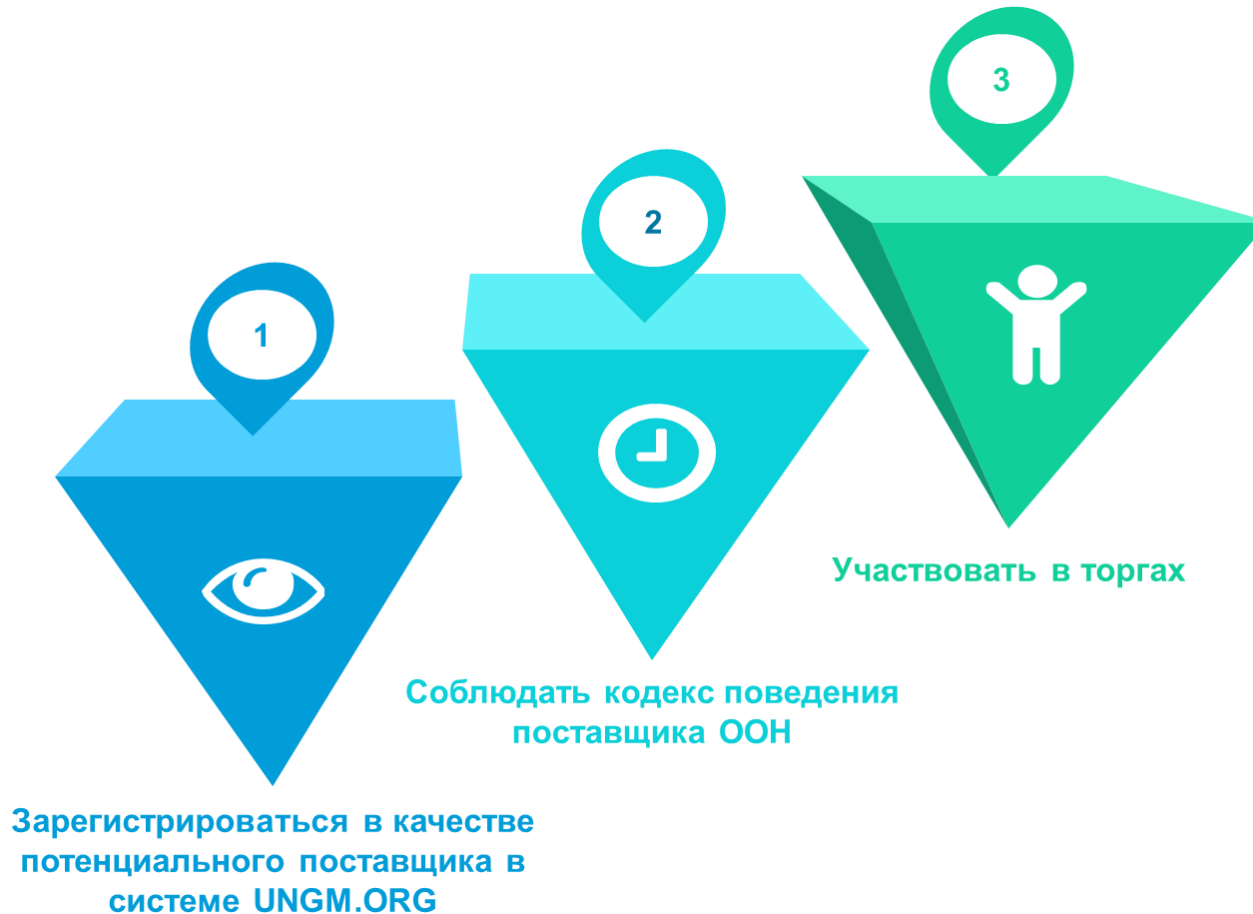 1
Зарегистрироваться в качестве
потенциального поставщика в
системе UNGM.ORG
2
Соблюдать кодекс поведения
поставщика ООН
3
Участвовать в торгах